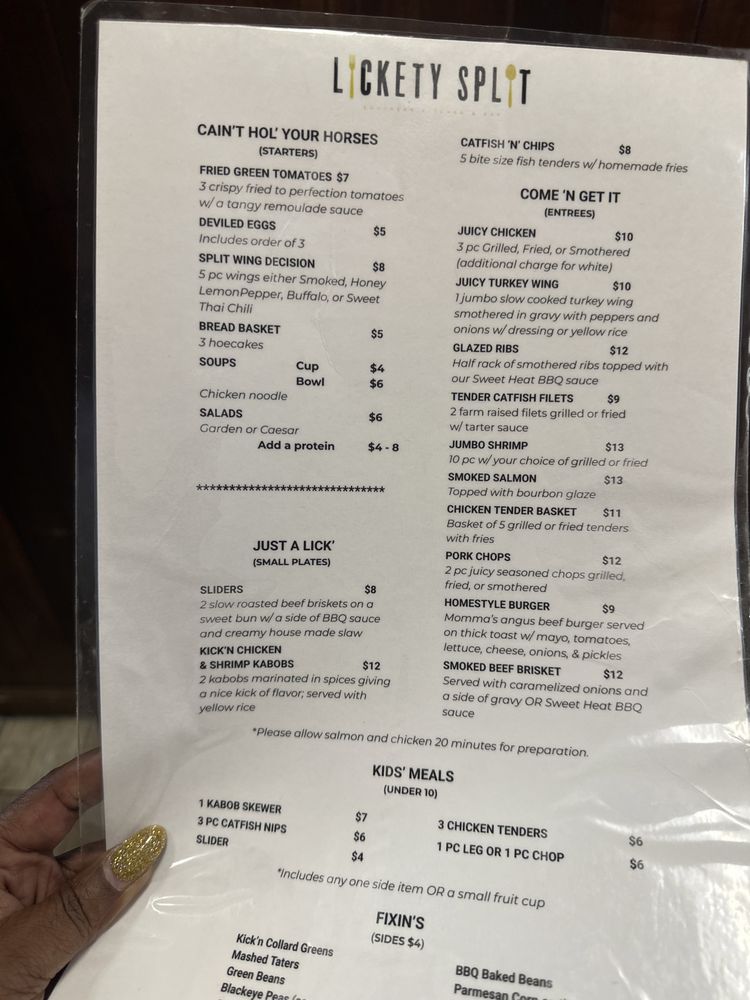 LICKETY SPLIT
CAIN'T HOL' YOUR HORSES
(STARTERS)
FRIED GREEN TOMATOES $7
3 crispy fried to perfection tomatoes
w/ a tangy remoulade sauce
DEVILED EGGS $5
Includes order of 3
SPLIT WING DECISION $8
5 pc wings either Smoked, Honey
LemonPepper, Buffalo, or Sweet
Thai Chili
BREAD BASKET $5
3 hoecakes
SOUPS Cup $4
Bowl $6
Chicken noodle
SALADS $6
Garden or Caesar
Add a protein $4 - 8
*****************************
JUST A LICK'
(SMALL PLATES)
SLIDERS $8
2 slow roasted beef briskets on a
sweet bun w/ a side of BBQ sauce
and creamy house made slaw
KICK'N CHICKEN
& SHRIMP KABOBS $12
2 kabobs marinated in spices giving
a nice kick of flavor; served with
yellow rice
CATFISH 'N' CHIPS $8
5 bite size fish tenders w/ homemade fries
COME 'N GET IT
(ENTREES)
JUICY CHICKEN $10
3 pc Grilled, Fried, or Smothered
(additional charge for white)
JUICY TURKEY WING $10
1 jumbo slow cooked turkey wing
smothered in gravy with peppers and
onions w/ dressing or yellow rice
GLAZED RIBS $12
Half rack of smothered ribs topped with
our Sweet Heat BBQ sauce
TENDER CATFISH FILETS $9
2 farm raised filets grilled or fried
w/ tarter sauce
JUMBO SHRIMP $13
10 pc w/ your choice of grilled or fried
SMOKED SALMON $13
Topped with bourbon glaze
CHICKEN TENDER BASKET $11
Basket of 5 grilled or fried tenders
with fries
PORK CHOPS $12
2 pc juicy seasoned chops grilled,
fried, or smothered
HOMESTYLE BURGER $9
Momma's angus beef burger served
on thick toast w/ mayo, tomatoes,
lettuce, cheese, onions, & pickles
SMOKED BEEF BRISKET $12
Served with caramelized onions and
a side of gravy OR Sweet Heat BBQ
sauce
*Please allow salmon and chicken 20 minutes for preparation.
KIDS' MEALS
(UNDER 10)
1 KABOB SKEWER $7
3 PC CATFISH NIPS $6
SLIDER $4
3 CHICKEN TENDERS $6
1 PC LEG OR 1 PC CHOP $6
*Includes any one side item OR a small fruit cup
FIXIN'S
(SIDES $4)
Kick'n Collard Greens
Mashed Taters
Green Beans
Blackeye Peas
BBQ Baked Beans
Parmesan Corn